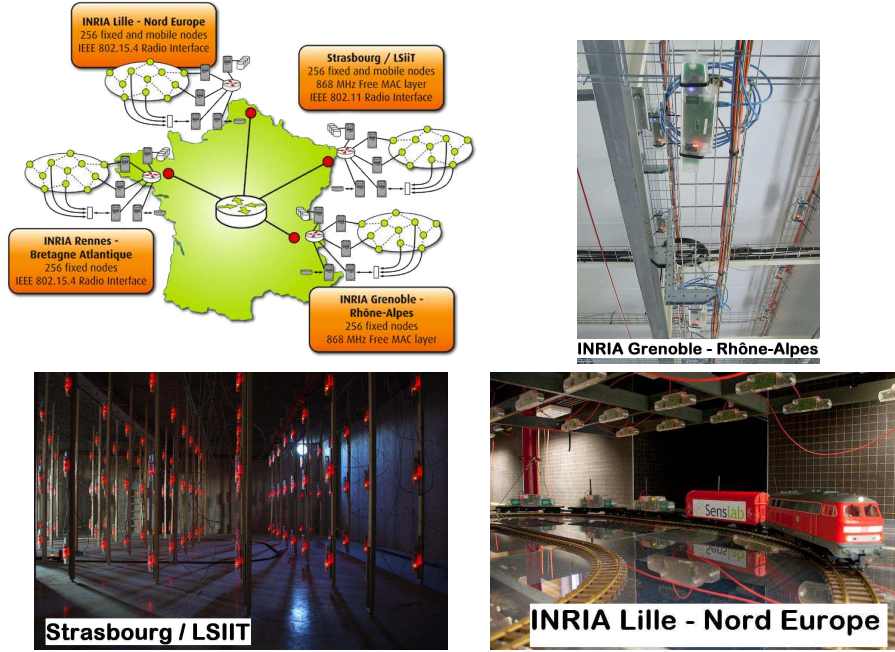 INRIA Lille - Nord Europe
256 fixed and mobile nodes
IEEE 802.15.4 Radio Interface
Strasbourg / LSiiT
256 fixed and mobile nodes
868 MHz Free MAC layer
IEEE 802.11 Radio Interface
INRIA Rennes -
Bretagne Atlantique
256 fixed nodes
IEEE 802.15.4 Radio Interface
INRIA Grenoble -
Rhône-Alpes
256 fixed nodes
868 MHz Free MAC layer
INRIA Grenoble - Rhône-Alpes
Strasbourg / LSIIT
Senslab
INRIA Lille - Nord Europe